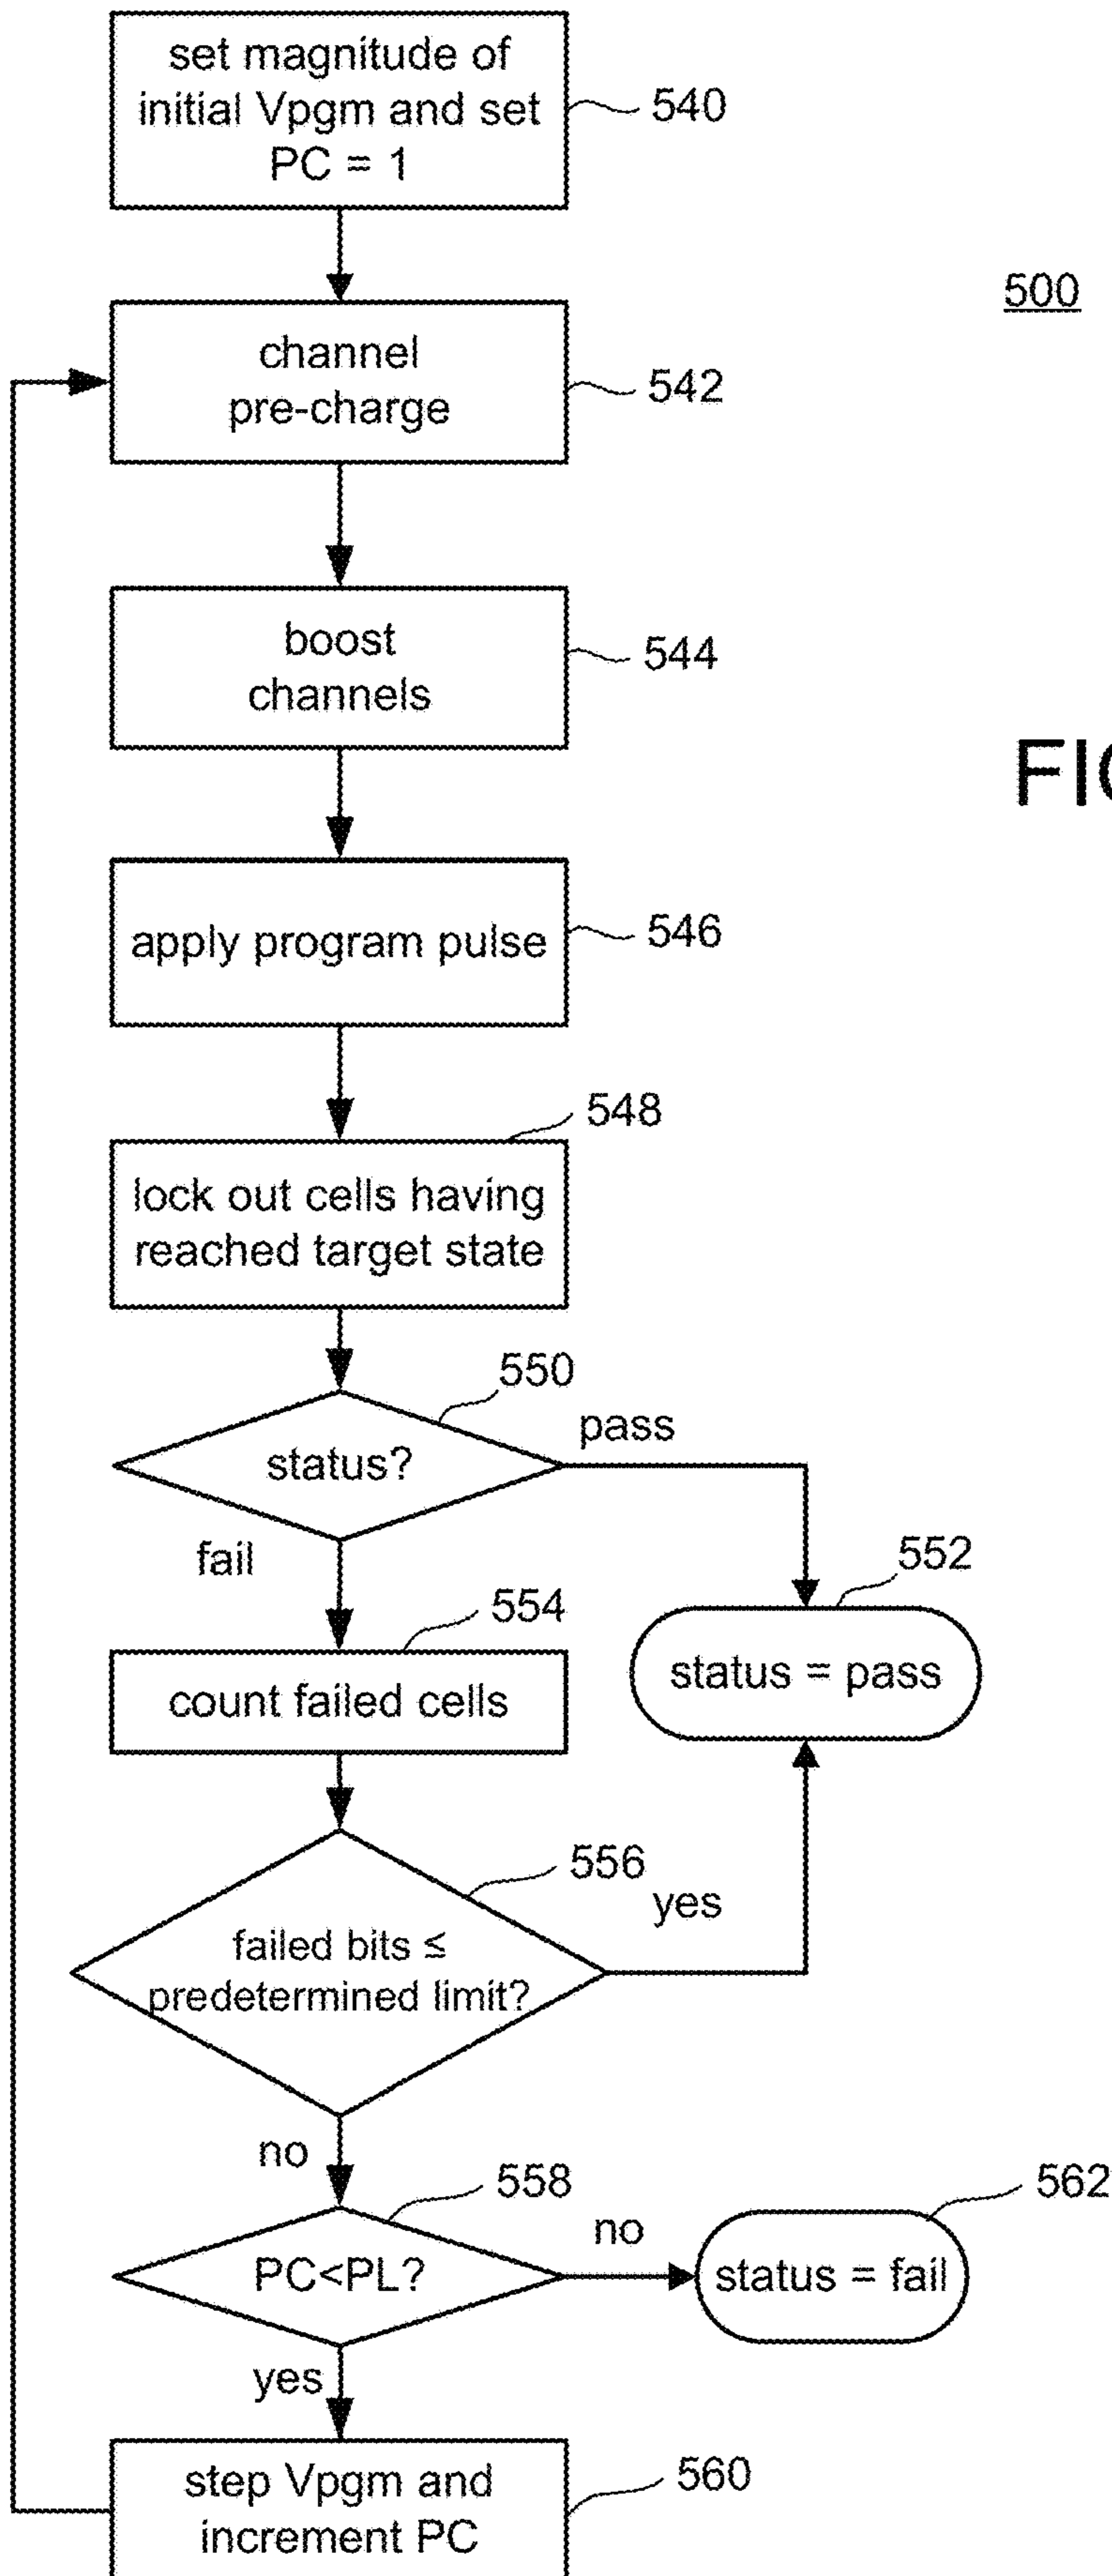 set magnitude of
initial Vpgm and set
PC = 1
540
500
channel
pre-charge
542
boost
channels
544
FIG
apply program pulse
546
548
lock out cells having
reached target state
550
status?
pass
fail
552
554
status = pass
count failed cells
556
yes
failed bits ≤
predetermined limit?
no
558
562
no
PC<PL?
status = fail
yes
560
step Vpgm and
increment PC